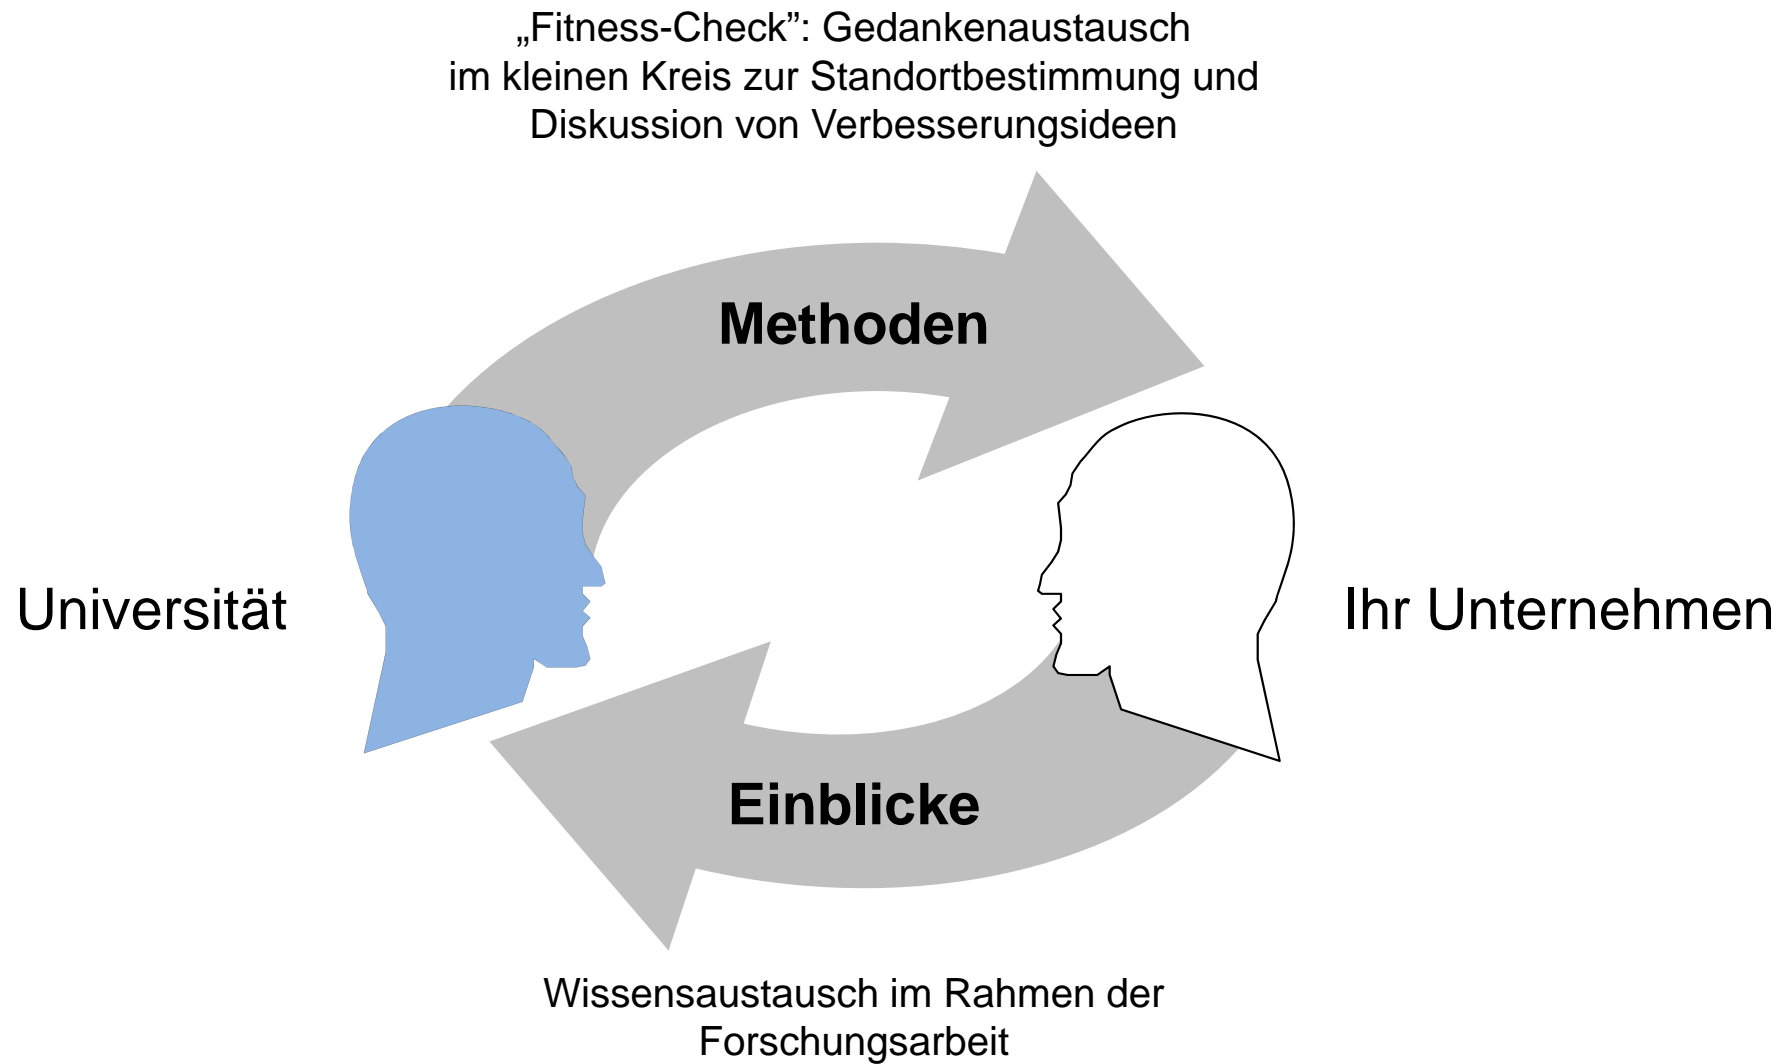 „Fitness-Check”: Gedankenaustausch
im kleinen Kreis zur Standortbestimmung und
Diskussion von Verbesserungsideen
Methoden
Universität
Ihr Unternehmen
Einblicke
Wissensaustausch im Rahmen der
Forschungsarbeit